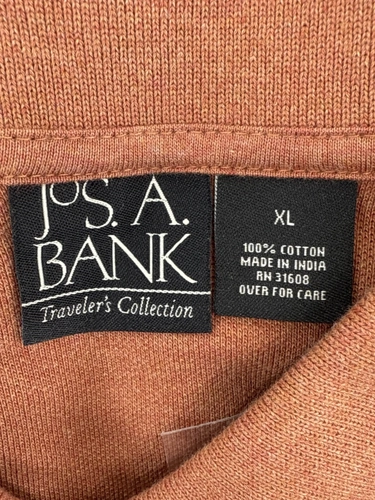 JOS. A.
BANK
Traveler's Collection
XL
100% COTTON
MADE IN INDIA
RN 31608
OVER FOR CARE